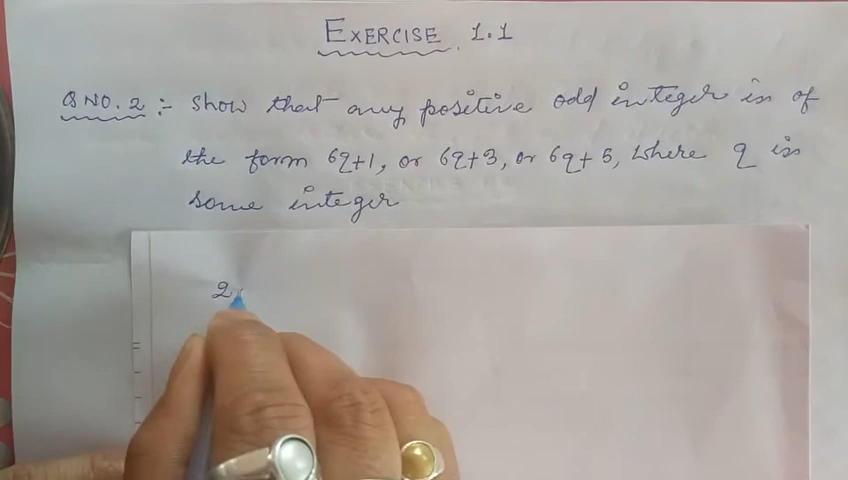 EXERCISE 1.1
Q NO. 2 :- Show that any positive odd integer is of
the form 6q+1, or 6q+3, or 6q+5, where q is
some integer
2